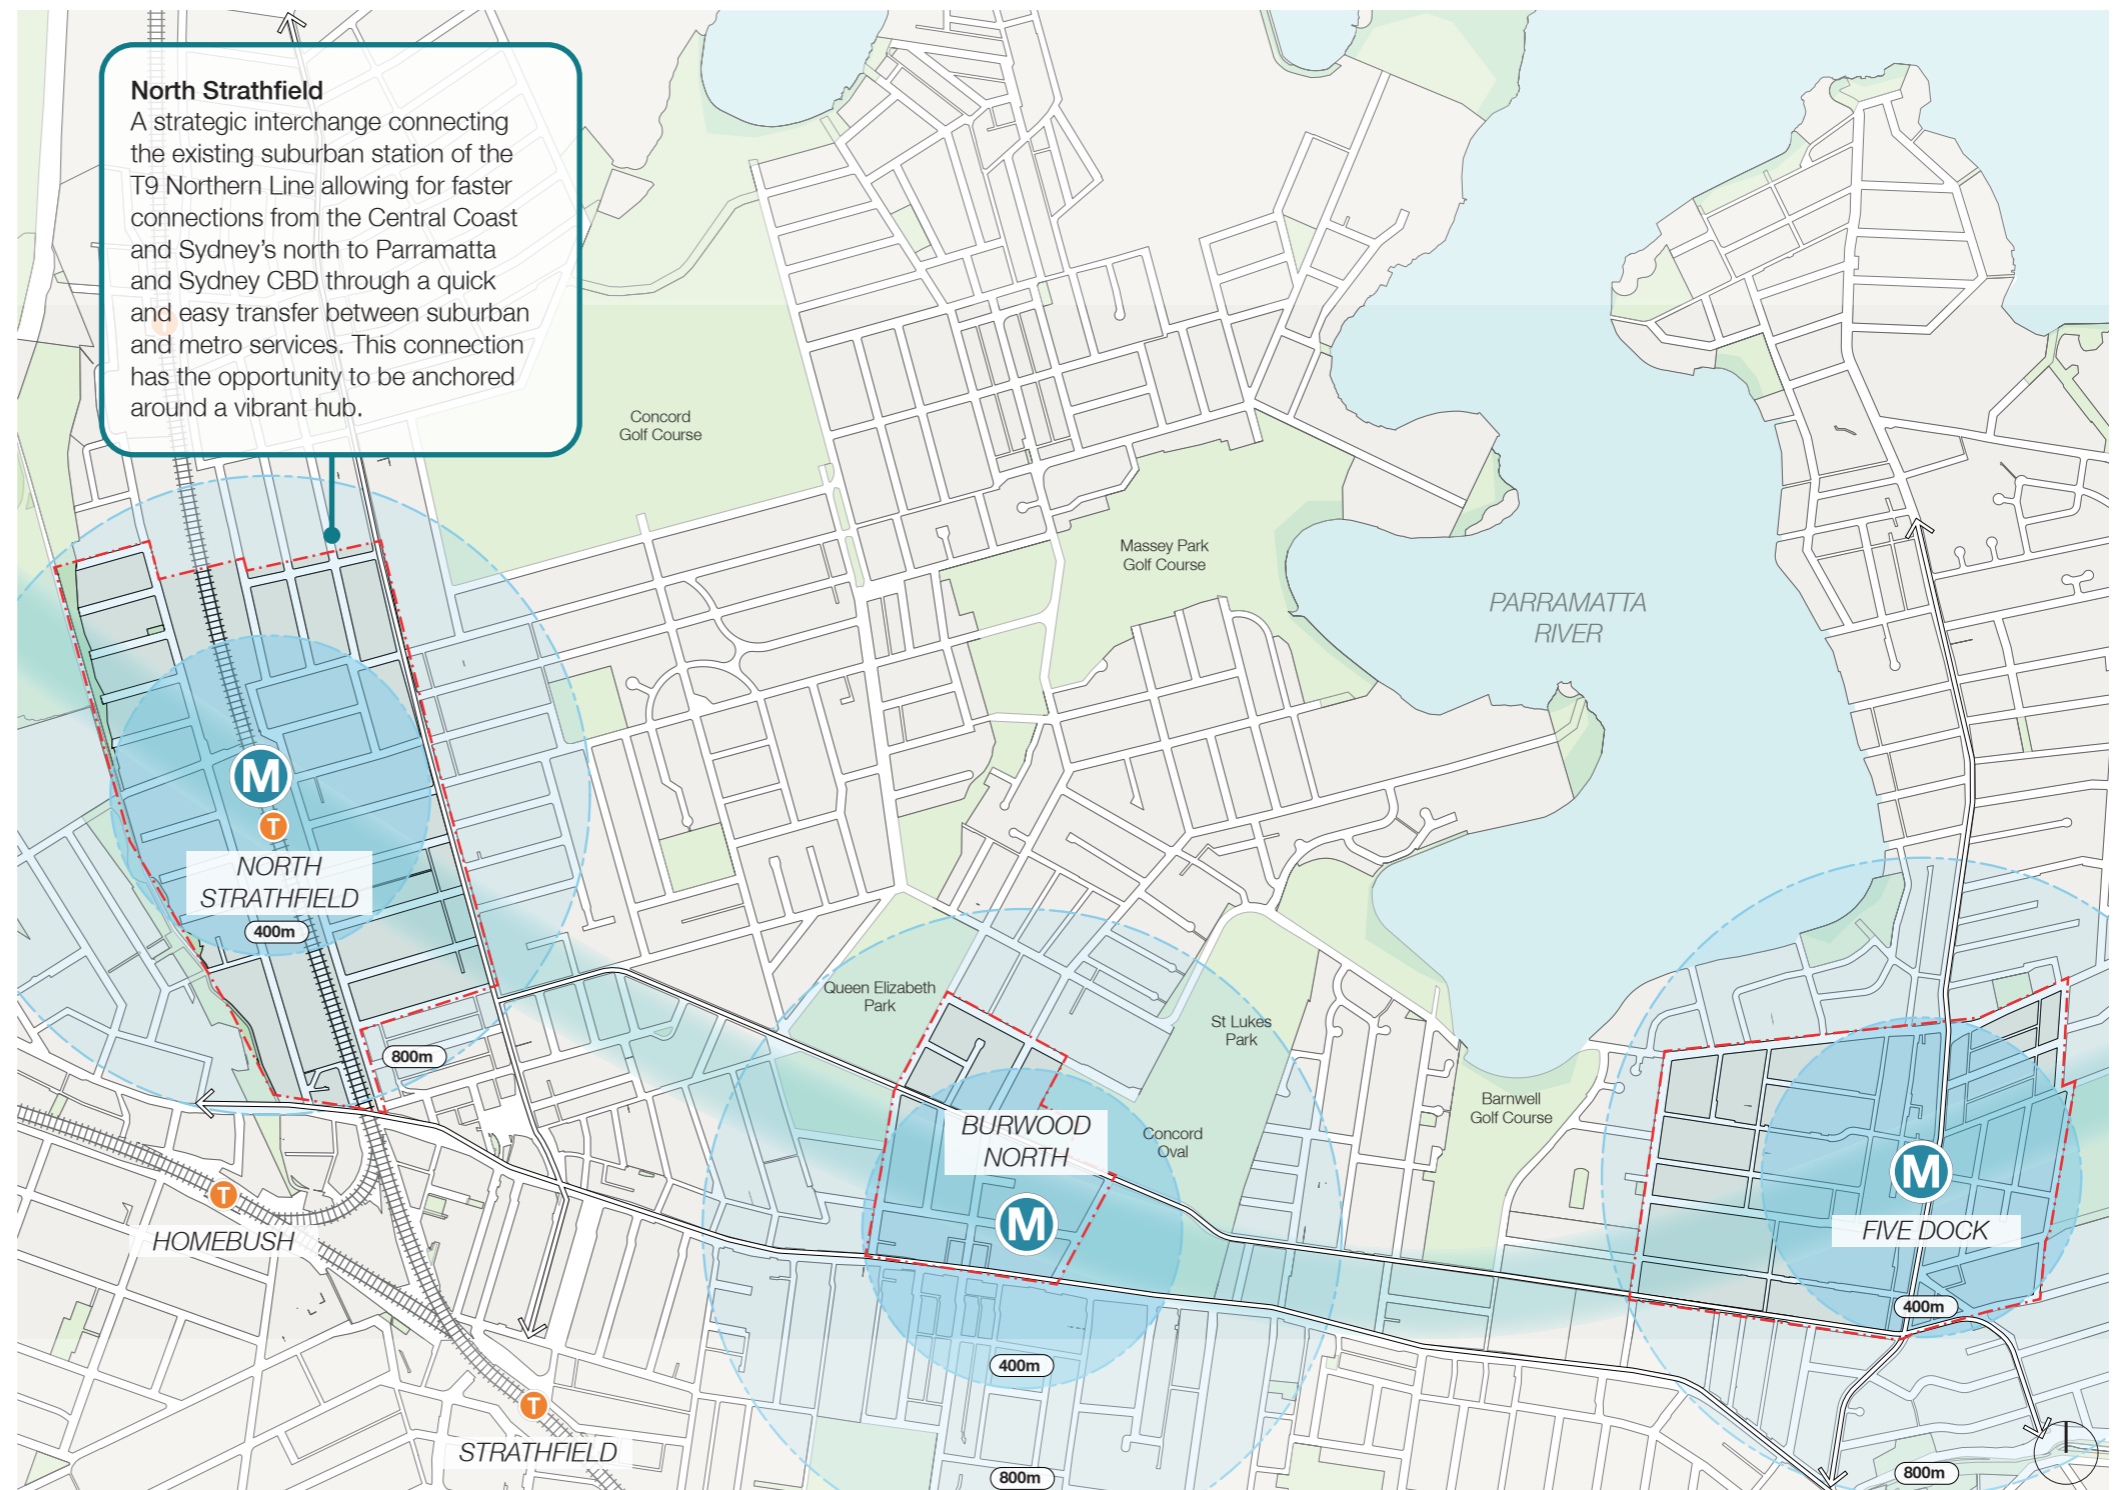 North Strathfield
A strategic interchange connecting
the existing suburban station of the
T9 Northern Line allowing for faster
connections from the Central Coast
and Sydney’s north to Parramatta
and Sydney CBD through a quick
and easy transfer between suburban
and metro services. This connection
has the opportunity to be anchored
around a vibrant hub.
Concord
Golf Course
Massey Park
Golf Course
PARRAMATTA
RIVER
M
T
NORTH
STRATHFIELD
400m
800m
Queen Elizabeth
Park
St Lukes
Park
Concord
Oval
Barnwell
Golf Course
BURWOOD
NORTH
M
400m
800m
M
FIVE DOCK
400m
800m
T
HOMEBUSH
T
STRATHFIELD